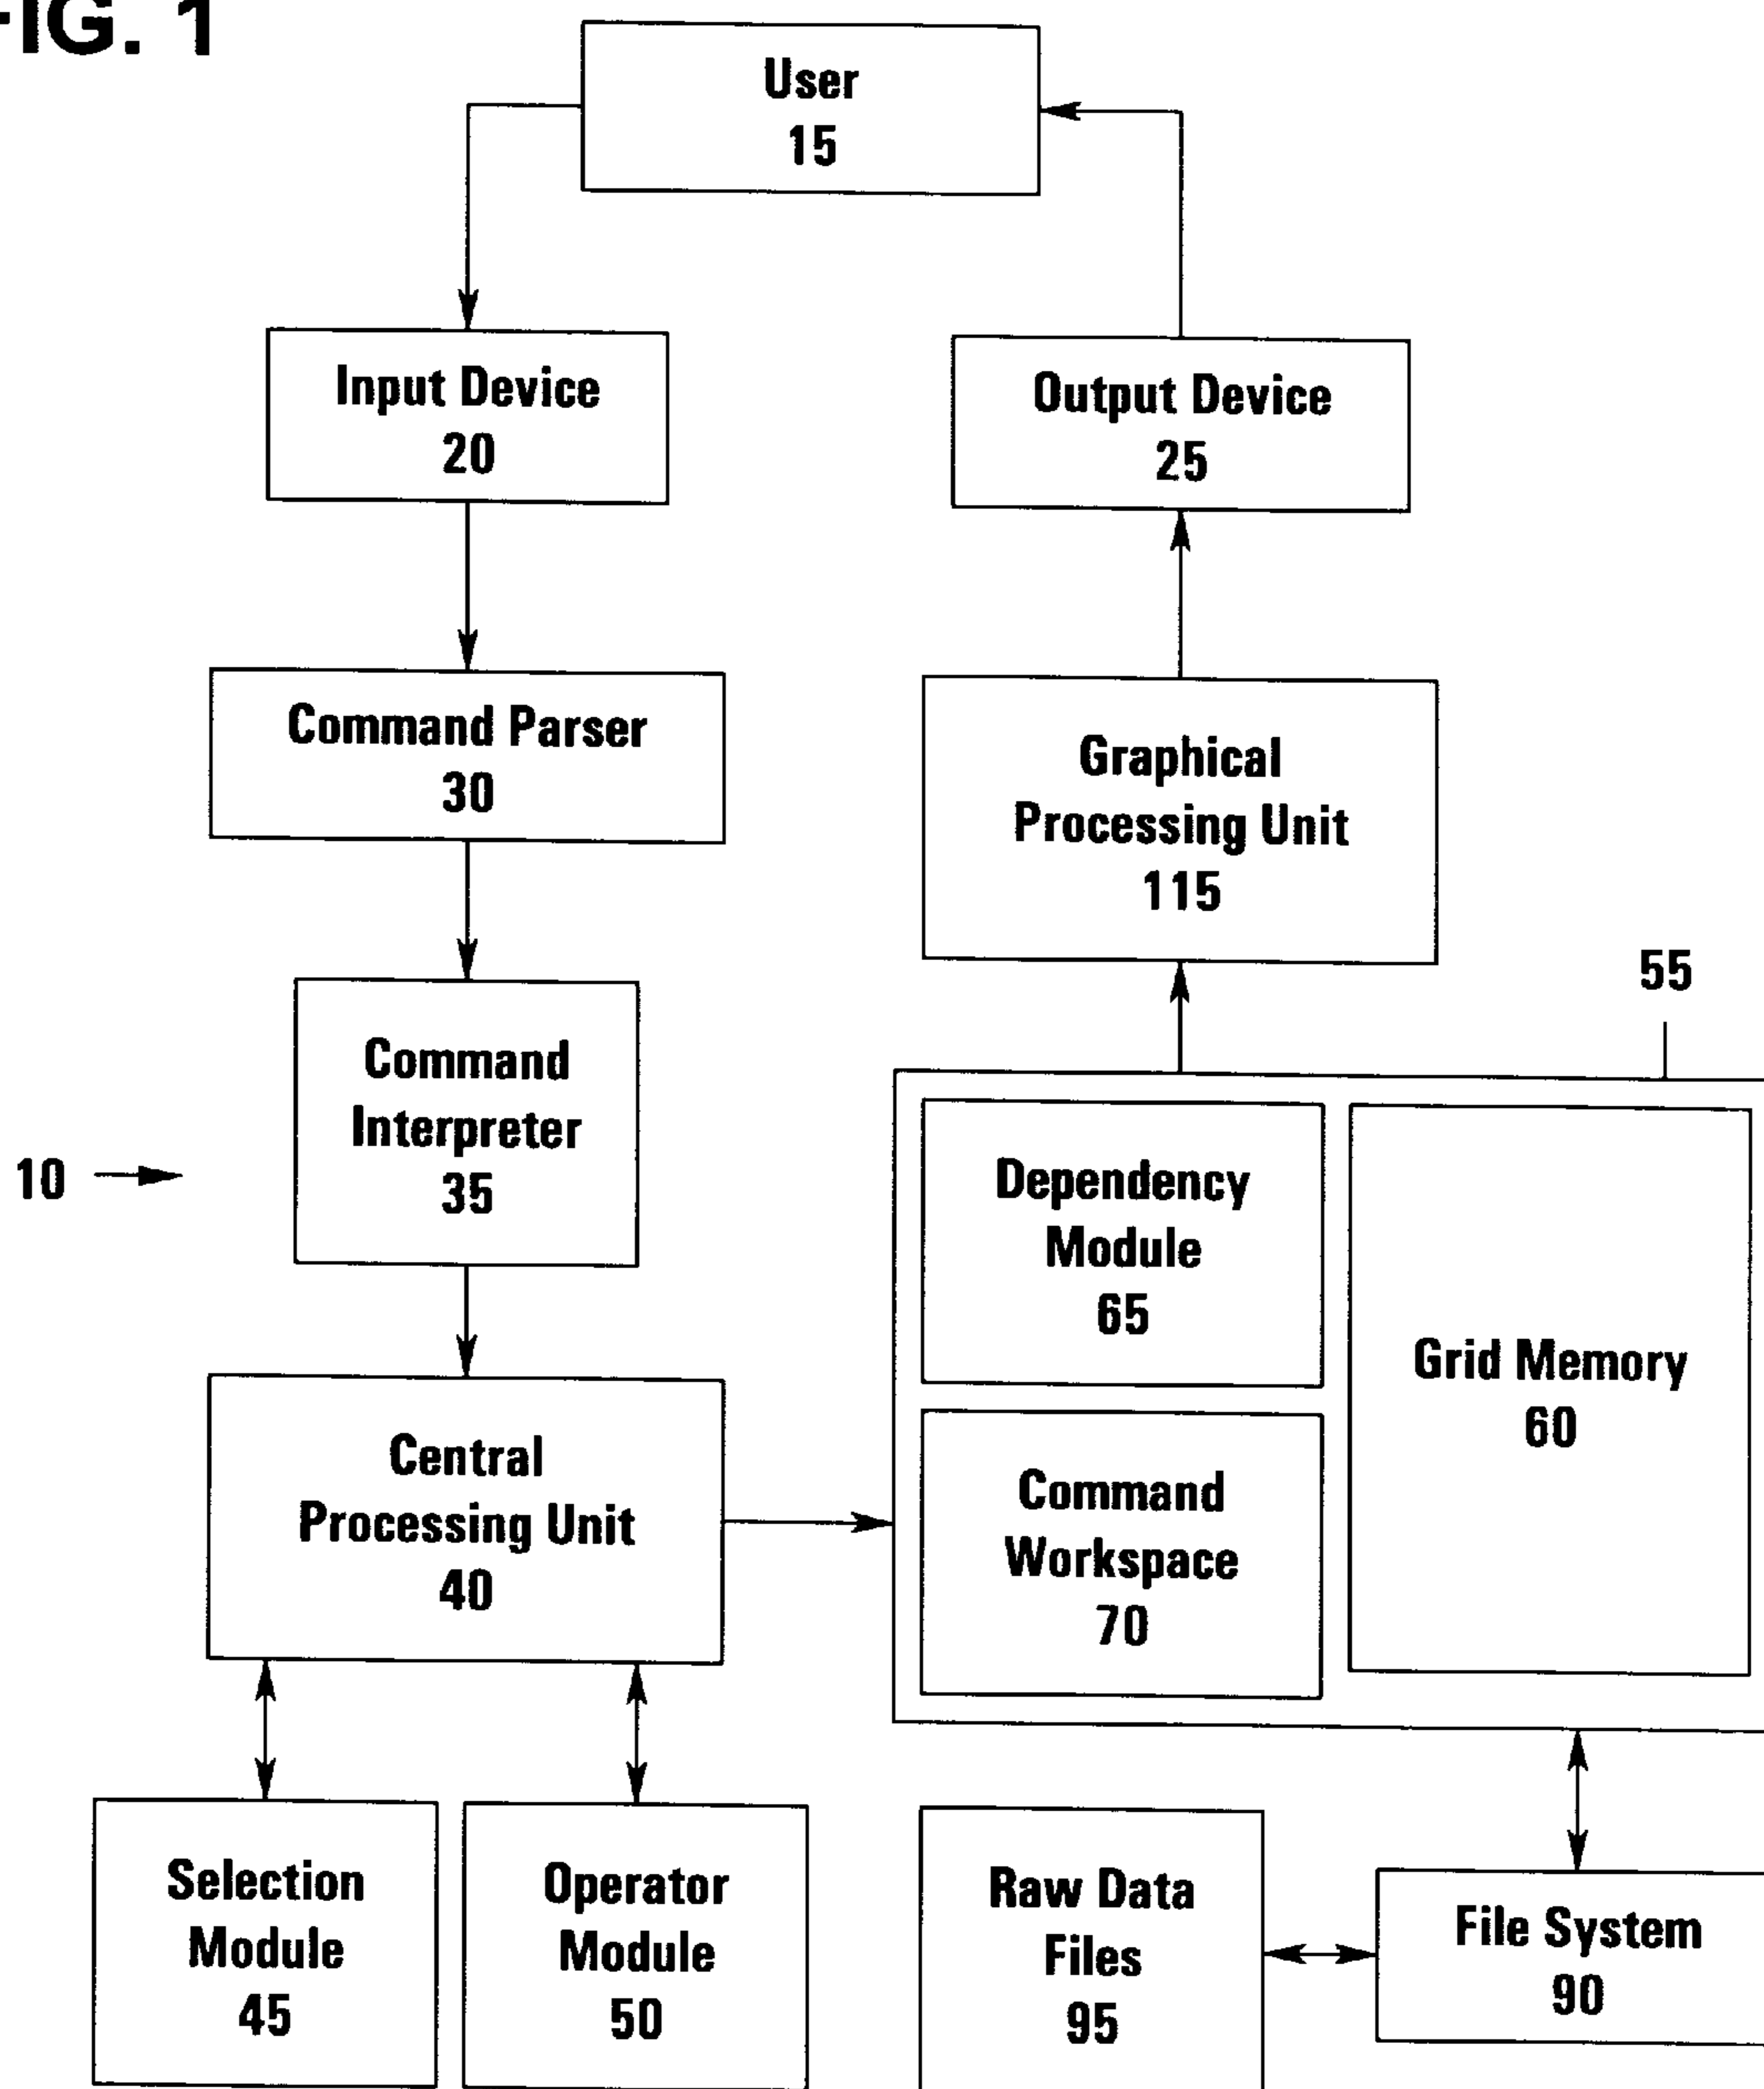 FIG. 1
User
15
Input Device
20
Output Device
25
Command Parser
30
Graphical
Processing Unit
115
55
Command
Interpreter
35
10
Dependency
Module
65
Grid Memory
60
Central
Processing Unit
40
Command
Workspace
70
Selection
Module
45
Operator
Module
50
Raw Data
Files
95
File System
90